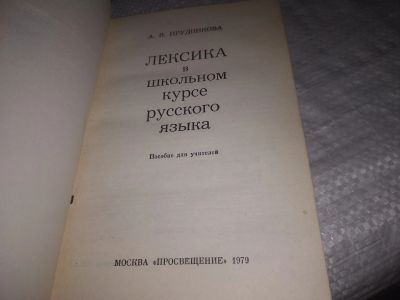 А. В. ПРУДНИКОВА
ЛЕКСИКА
в
школьном
курсе
русского
языка
Пособие для учителей
МОСКВА «ПРОСВЕЩЕНИЕ» 1979